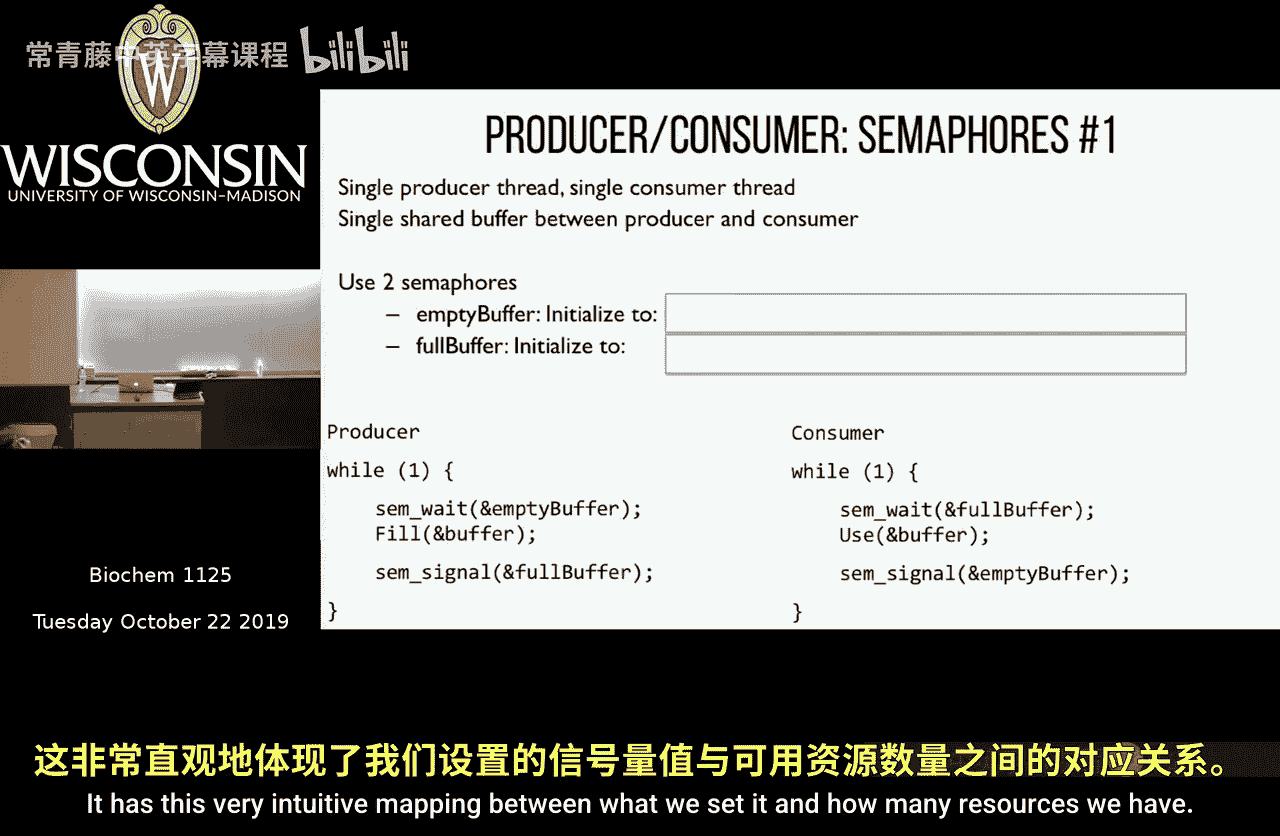 常青藤中英字幕课程 bilibili
W
WISCONSIN
UNIVERSITY OF WISCONSIN–MADISON
PRODUCER/CONSUMER: SEMAPHORES #1
Single producer thread, single consumer thread
Single shared buffer between producer and consumer
Use 2 semaphores
– emptyBuffer: Initialize to:
– fullBuffer: Initialize to:
Producer
while (1) {
sem_wait(&emptyBuffer);
Fill(&buffer);
sem_signal(&fullBuffer);
}
Consumer
while (1) {
sem_wait(&fullBuffer);
Use(&buffer);
sem_signal(&emptyBuffer);
}
Biochem 1125
Tuesday October 22 2019
这非常直观地体现了我们设置的信号量值与可用资源数量之间的对应关系。
It has this very intuitive mapping between what we set it and how many resources we have.